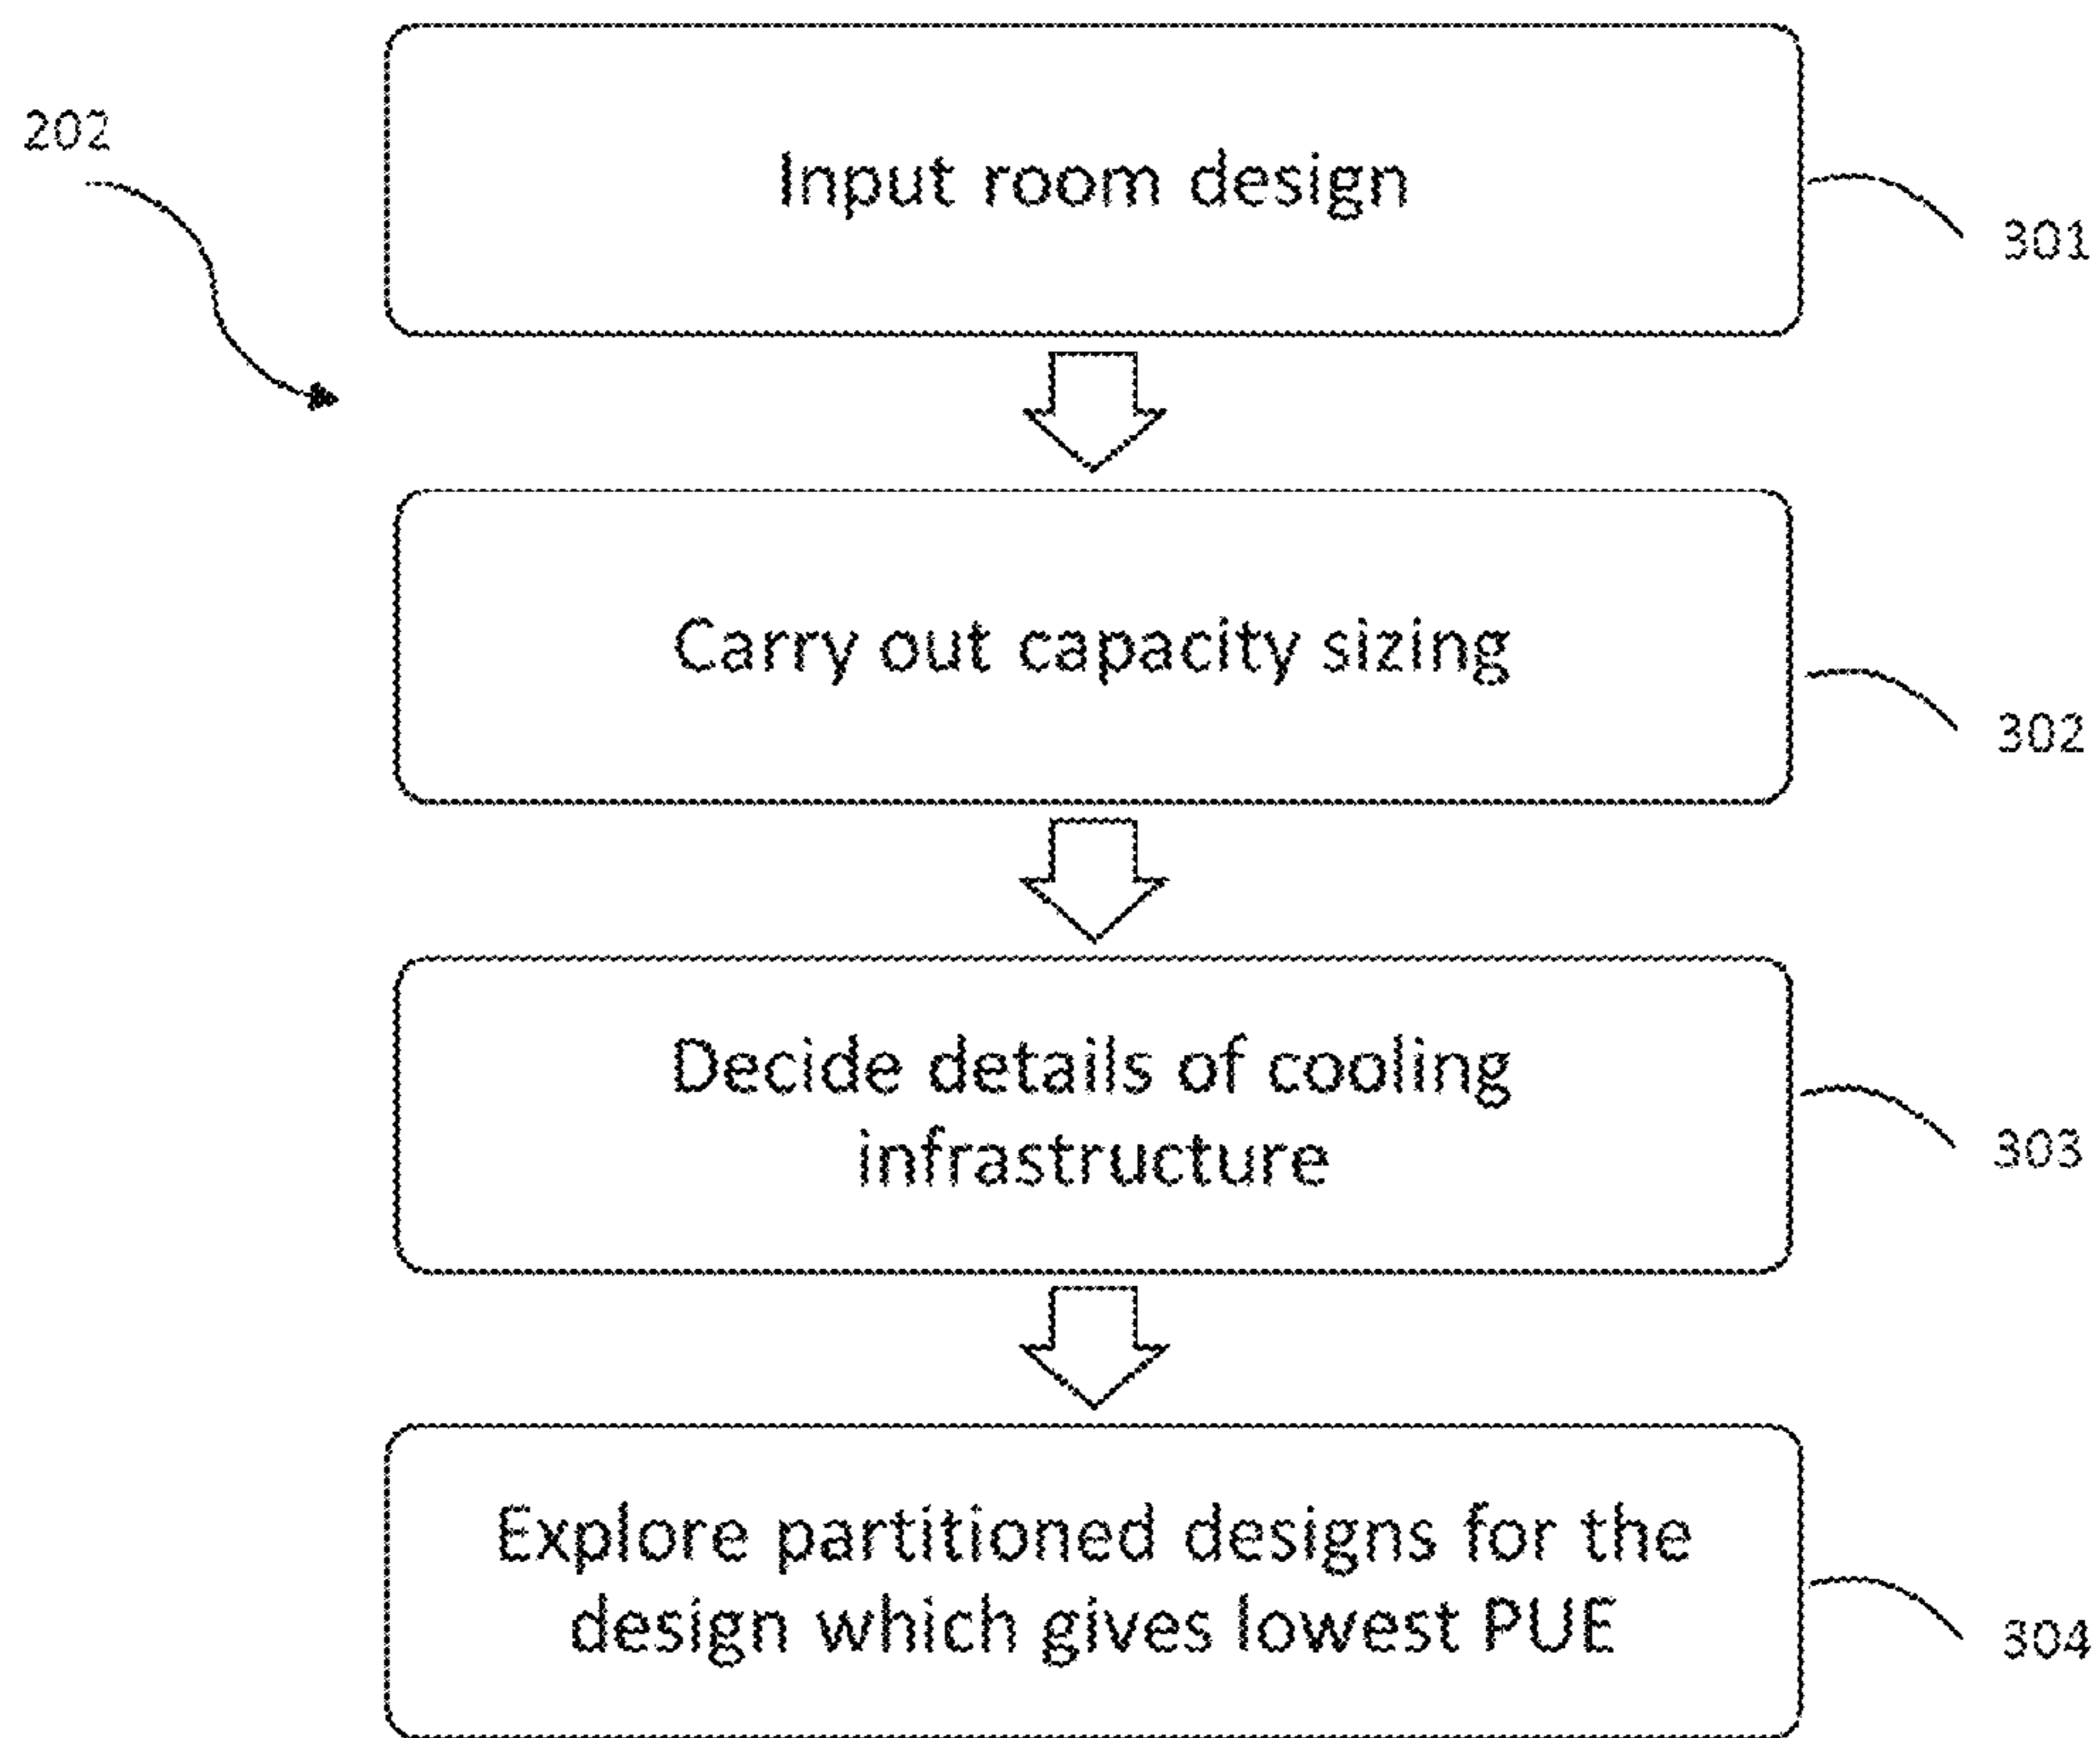 202
Input room design
301
Carry out capacity sizing
302
Decide details of cooling
infrastructure
303
Explore partitioned designs for the
design which gives lowest PUE
304